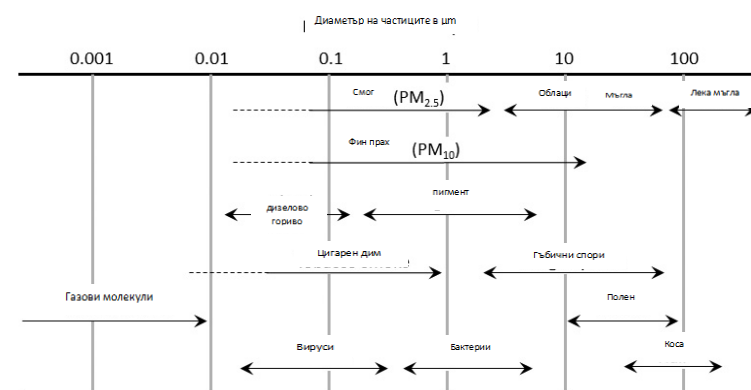 Диаметър на частиците в µm
0.001 0.01 0.1 1 10 100
Смог (PM2.5) Облаци Мъгла Лека мъгла
Фин прах (PM10)
дизелово
гориво
пигмент
Цигарен дим Гъбични спори
Газови молекули Полен
Вируси Бактерии Коса